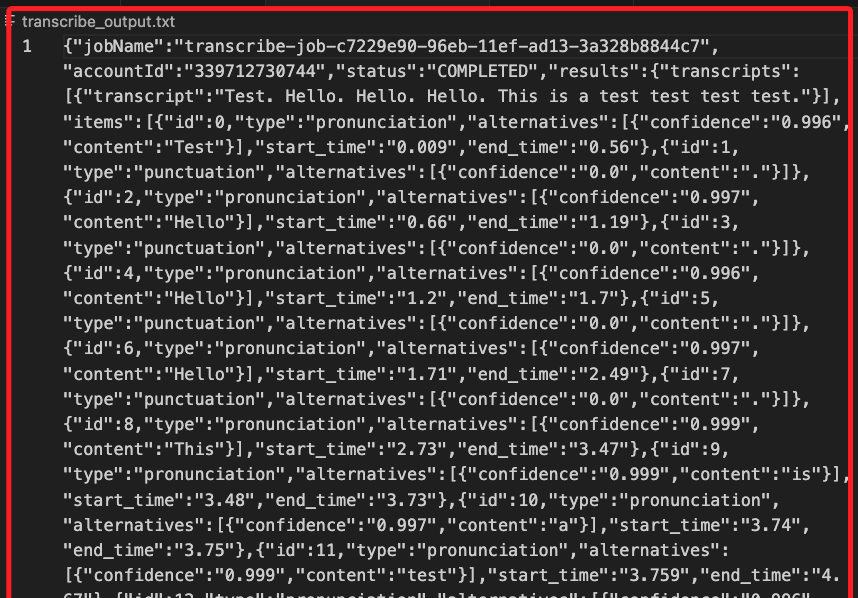 transcribe_output.txt
1 {"jobName":"transcribe-job-c7229e90-96eb-11ef-ad13-3a328b8844c7",
"accountId":"339712730744","status":"COMPLETED","results":{"transcripts":
[{"transcript":"Test. Hello. Hello. Hello. This is a test test test test."}],
"items":[{"id":0,"type":"pronunciation","alternatives":[{"confidence":"0.996",
"content":"Test"}],"start_time":"0.009","end_time":"0.56"},{"id":1,
"type":"punctuation","alternatives":[{"confidence":"0.0","content":"."}]},
{"id":2,"type":"pronunciation","alternatives":[{"confidence":"0.997",
"content":"Hello"}],"start_time":"0.66","end_time":"1.19"},{"id":3,
"type":"punctuation","alternatives":[{"confidence":"0.0","content":"."}]},
{"id":4,"type":"pronunciation","alternatives":[{"confidence":"0.996",
"content":"Hello"}],"start_time":"1.2","end_time":"1.7"},{"id":5,
"type":"punctuation","alternatives":[{"confidence":"0.0","content":"."}]},
{"id":6,"type":"pronunciation","alternatives":[{"confidence":"0.997",
"content":"Hello"}],"start_time":"1.71","end_time":"2.49"},{"id":7,
"type":"punctuation","alternatives":[{"confidence":"0.0","content":"."}]},
{"id":8,"type":"pronunciation","alternatives":[{"confidence":"0.999",
"content":"This"}],"start_time":"2.73","end_time":"3.47"},{"id":9,
"type":"pronunciation","alternatives":[{"confidence":"0.999","content":"is"}],
"start_time":"3.48","end_time":"3.73"},{"id":10,"type":"pronunciation",
"alternatives":[{"confidence":"0.997","content":"a"}],"start_time":"3.74",
"end_time":"3.75"},{"id":11,"type":"pronunciation","alternatives":
[{"confidence":"0.999","content":"test"}],"start_time":"3.759","end_time":"4.
67"},{"id":12,"type":"pronunciation","alternatives":[{"confidence":"0.996",